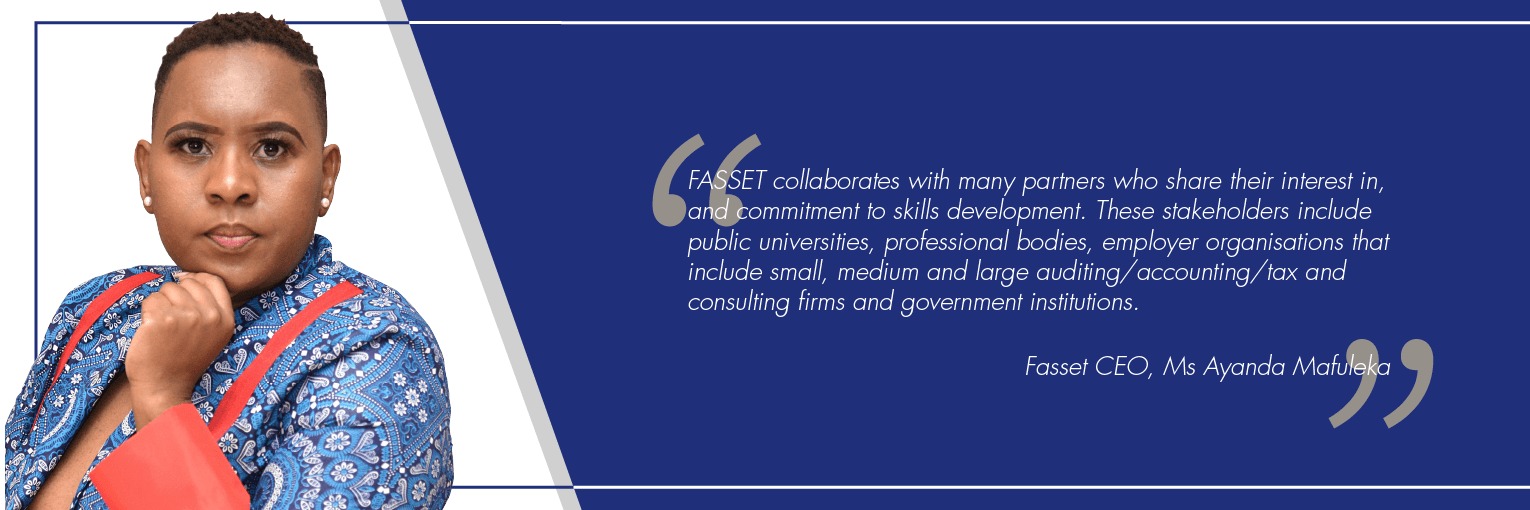 FASSET collaborates with many partners who share their interest in,
and commitment to skills development. These stakeholders include
public universities, professional bodies, employer organisations that
include small, medium and large auditing/accounting/tax and
consulting firms and government institutions.
Fasset CEO, Ms Ayanda Mafuleka